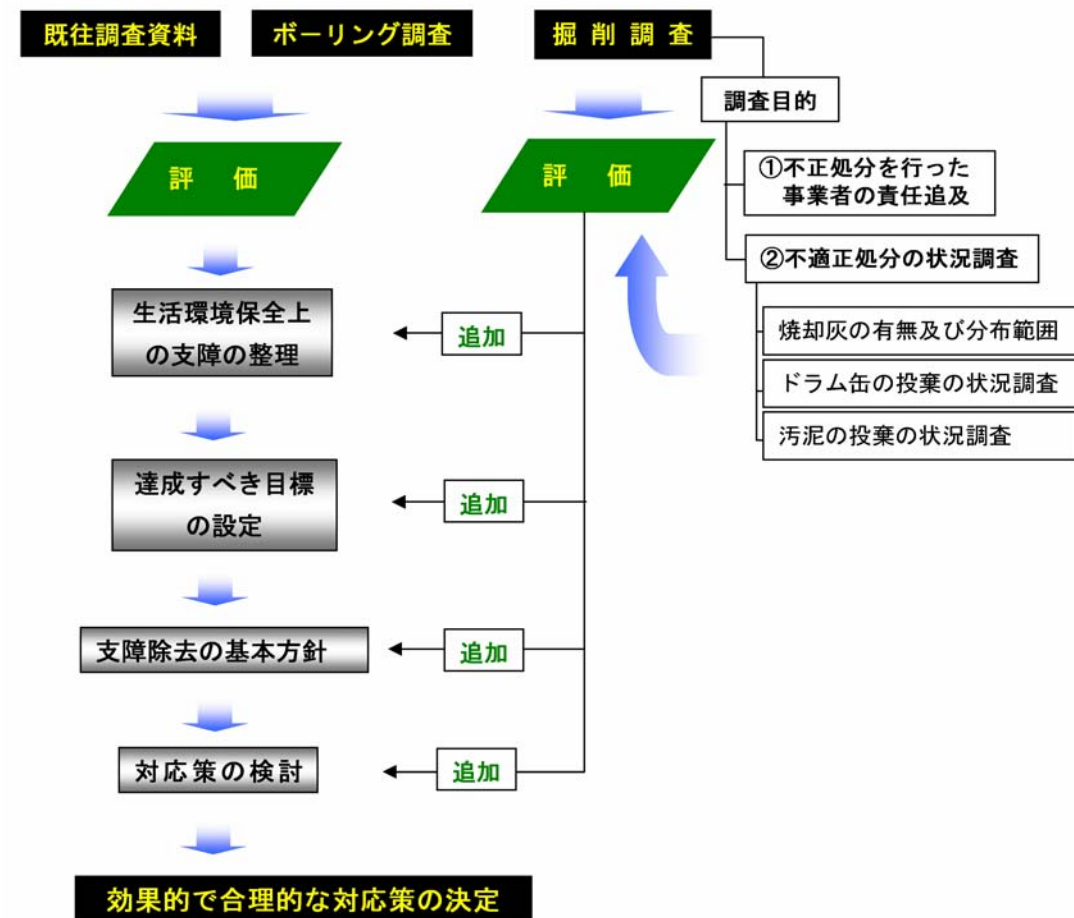 既往調査資料
ボーリング調査
掘削調査
調査目的
評価
評価
①不正処分を行った
事業者の責任追及
②不適正処分の状況調査
焼却灰の有無及び分布範囲
ドラム缶の投棄の状況調査
汚泥の投棄の状況調査
生活環境保全上
の支障の整理
追加
達成すべき目標
の設定
追加
支障除去の基本方針
追加
対応策の検討
追加
効果的で合理的な対応策の決定